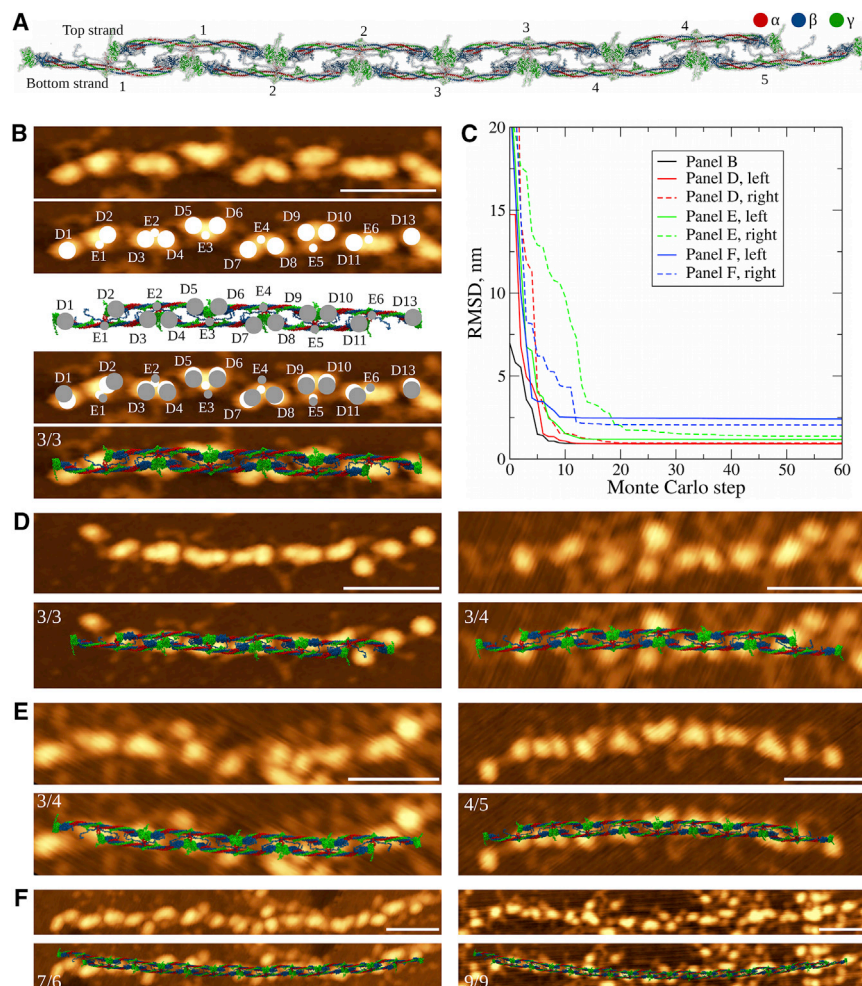 A
Top strand
1
2
3
4
α
β
γ
Bottom strand
1
2
3
4
5
B
D1
D2
E1
D3
E2
D4
D5
E3
D6
D7
E4
D8
D9
E5
D10
D11
E6
D13
D1
D2
E1
D3
E2
D4
D5
E3
D6
D7
E4
D8
D9
E5
D10
D11
E6
D13
D1
D2
E1
D3
E2
D4
D5
E3
D6
D7
E4
D8
D9
E5
D10
D11
E6
D13
3/3
C
20
15
10
5
0
RMSD, nm
0
10
20
30
40
50
60
Monte Carlo step
Panel B
Panel D, left
Panel D, right
Panel E, left
Panel E, right
Panel F, left
Panel F, right
D
3/3
3/4
E
3/4
4/5
F
7/6
9/9